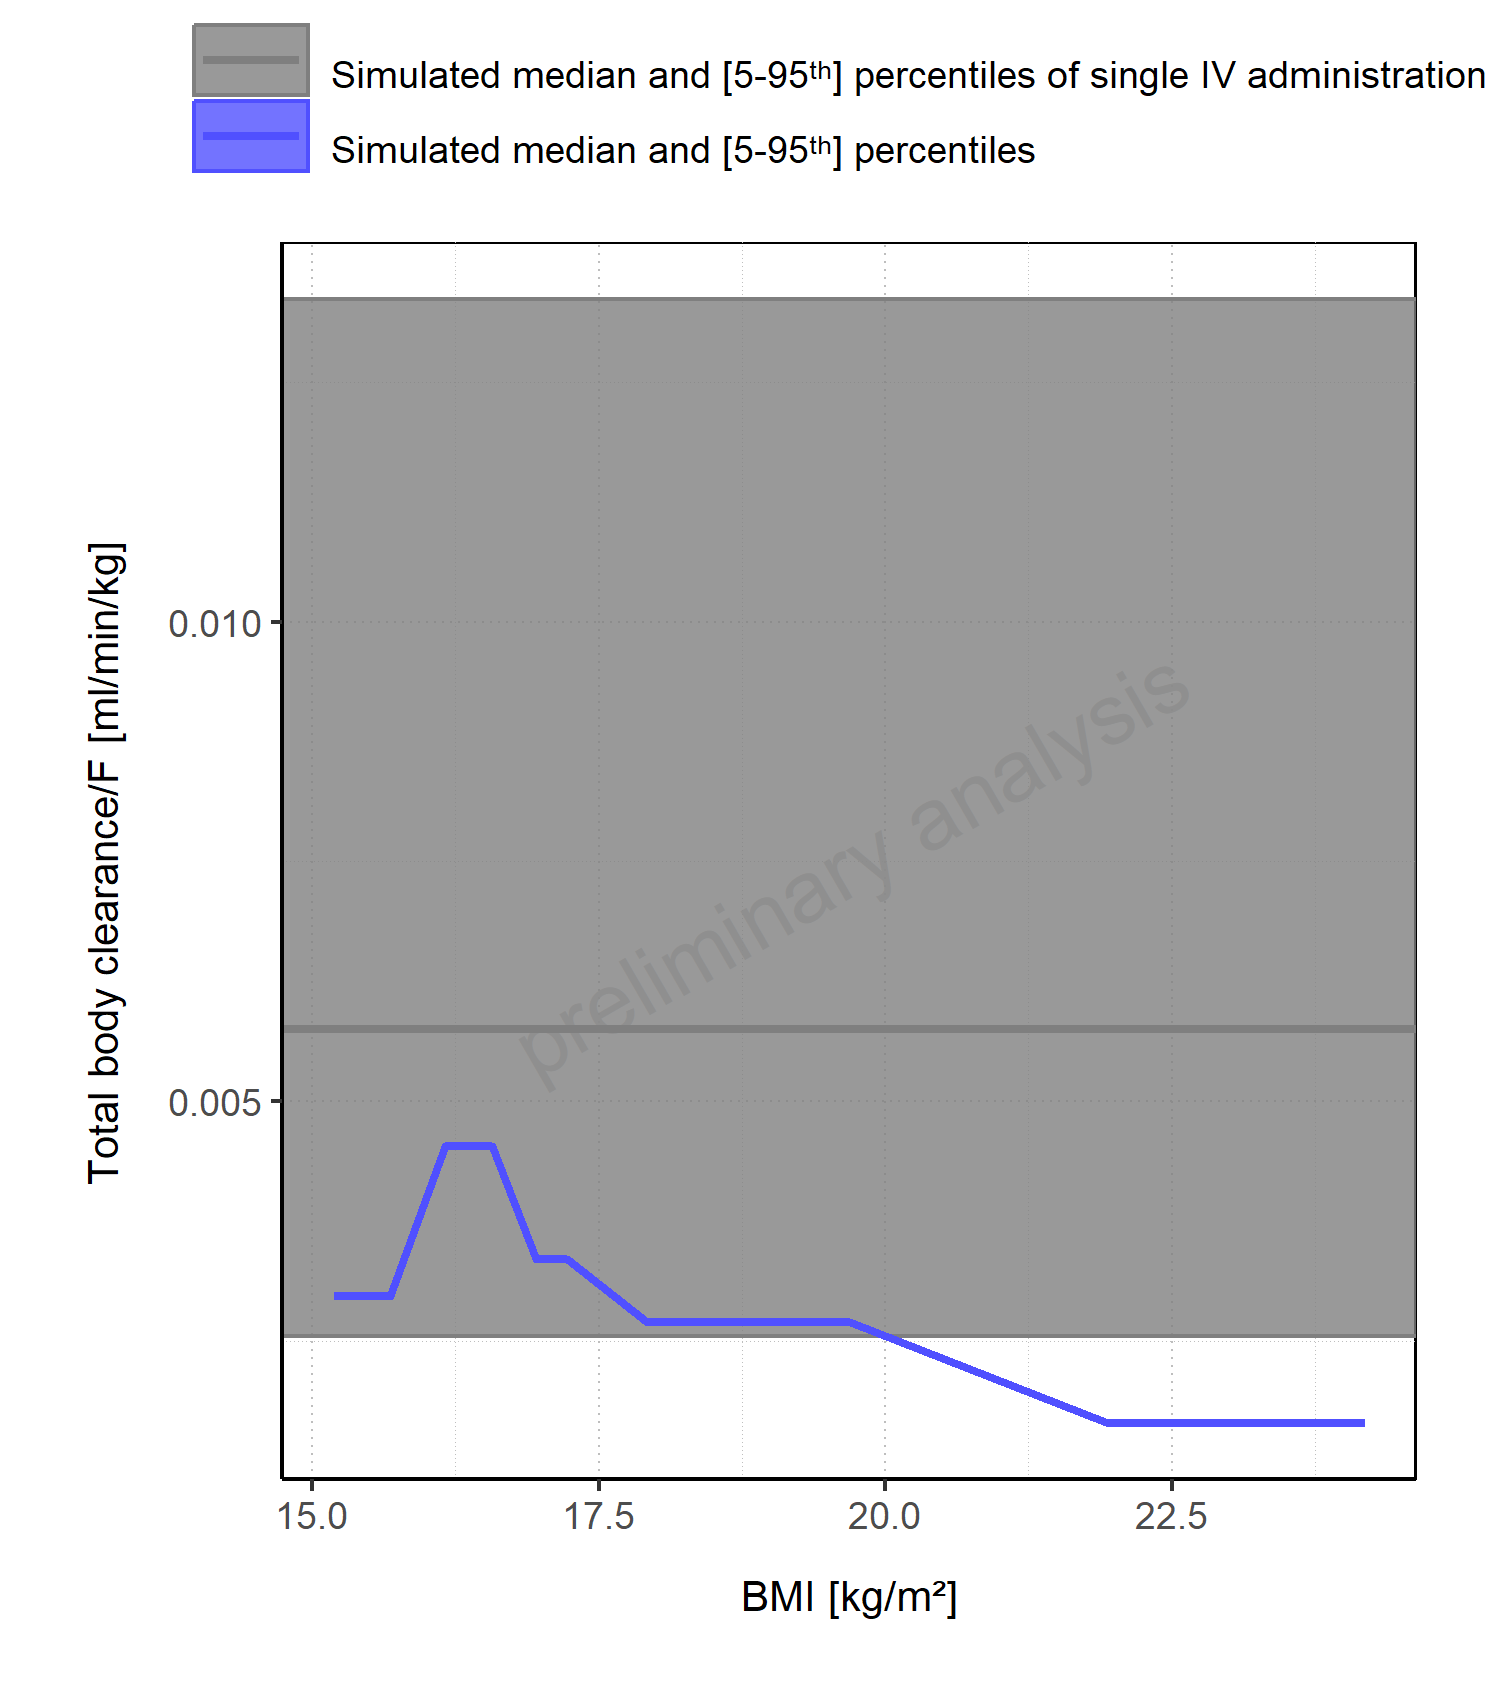 Simulated median and [5-95ᵗʰ] percentiles of single IV administration
Simulated median and [5-95ᵗʰ] percentiles
Total body clearance/F [ml/min/kg]
0.010
0.005
preliminary analysis
15.0 17.5 20.0 22.5
BMI [kg/m²]